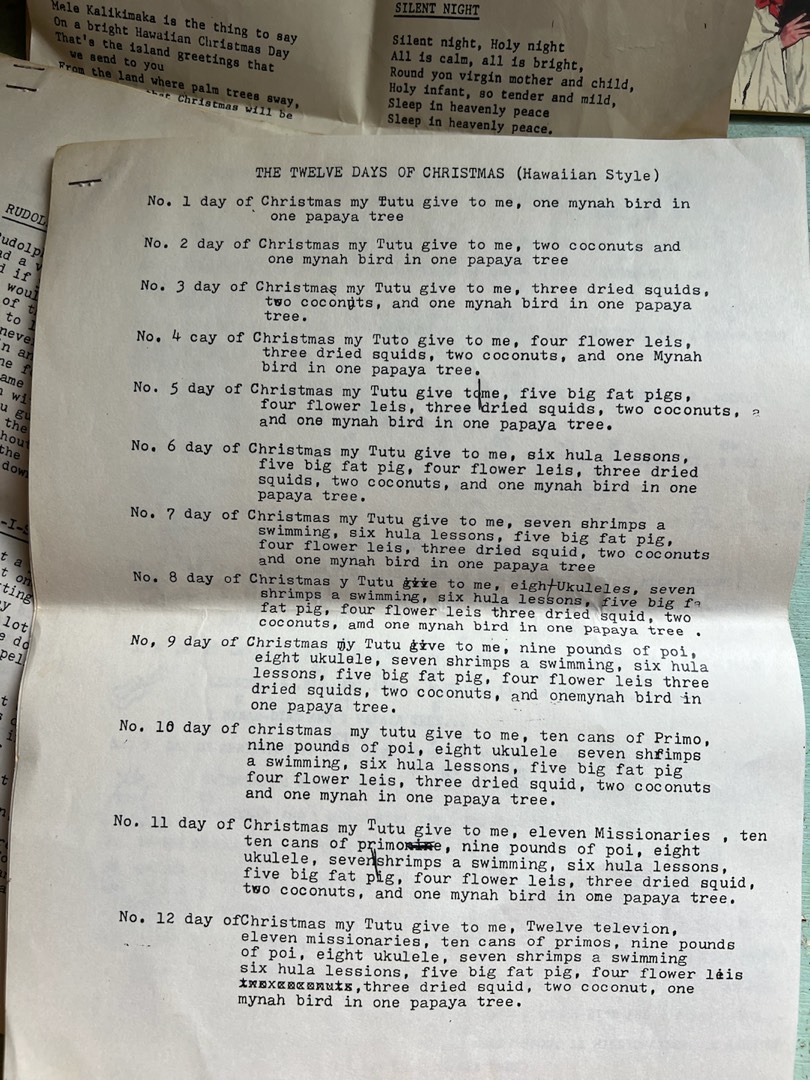 Mele Kalikimaka is the thing to say
On a bright Hawaiian Christmas Day
That's the island greetings that
we send to you
From the land where palm trees sway,
Christmas will be
SILENT NIGHT
Silent night, Holy night
All is calm, all is bright,
Round yon virgin mother and child,
Holy infant, so tender and mild,
Sleep in heavenly peace
Sleep in heavenly peace.
THE TWELVE DAYS OF CHRISTMAS (Hawaiian Style)
No. 1 day of Christmas my Tutu give to me, one mynah bird in
one papaya tree
No. 2 day of Christmas my Tutu give to me, two coconuts and
one mynah bird in one papaya tree
No. 3 day of Christmas my Tutu give to me, three dried squids,
two coconuts, and one mynah bird in one papaya
tree.
No. 4 cay of Christmas my Tuto give to me, four flower leis,
three dried squids, two coconuts, and one Mynah
bird in one papaya tree.
No. 5 day of Christmas my Tutu give to me, five big fat pigs,
four flower leis, three dried squids, two coconuts,
and one mynah bird in one papaya tree.
No. 6 day of Christmas my Tutu give to me, six hula lessons,
five big fat pig, four flower leis, three dried
squids, two coconuts, and one mynah bird in one
papaya tree.
No. 7 day of Christmas my Tutu give to me, seven shrimps a
swimming, six hula lessons, five big fat pig,
four flower leis, three dried squid, two coconuts
and one mynah bird in one papaya tree
No. 8 day of Christmas y Tutu give to me, eight Ukuleles, seven
shrimps a swimming, six hula lessons, five big
fat pig, four flower leis three dried squid, two
coconuts, amd one mynah bird in one papaya tree .
No, 9 day of Christmas my Tutu give to me, nine pounds of poi,
eight ukulele, seven shrimps a swimming, six hula
lessons, five big fat pig, four flower leis three
dried squids, two coconuts, and onemynah bird in
one papaya tree.
No. 10 day of christmas my tutu give to me, ten cans of Primo,
nine pounds of poi, eight ukulele seven shrimps
a swimming, six hula lessons, five big fat pig
four flower leis, three dried squid, two coconuts
and one mynah in one papaya tree.
No. 11 day of Christmas my Tutu give to me, eleven Missionaries , ten
ten cans of primo, nine pounds of poi, eight
ukulele, seven shrimps a swimming, six hula lessons,
five big fat pig, four flower leis, three dried squid,
two coconuts, and one mynah bird in one papaya tree.
No. 12 day ofChristmas my Tutu give to me, Twelve televion,
eleven missionaries, ten cans of primos, nine pounds
of poi, eight ukulele, seven shrimps a swimming
six hula lessions, five big fat pig, four flower leis
,three dried squid, two coconut, one
mynah bird in one papaya tree.